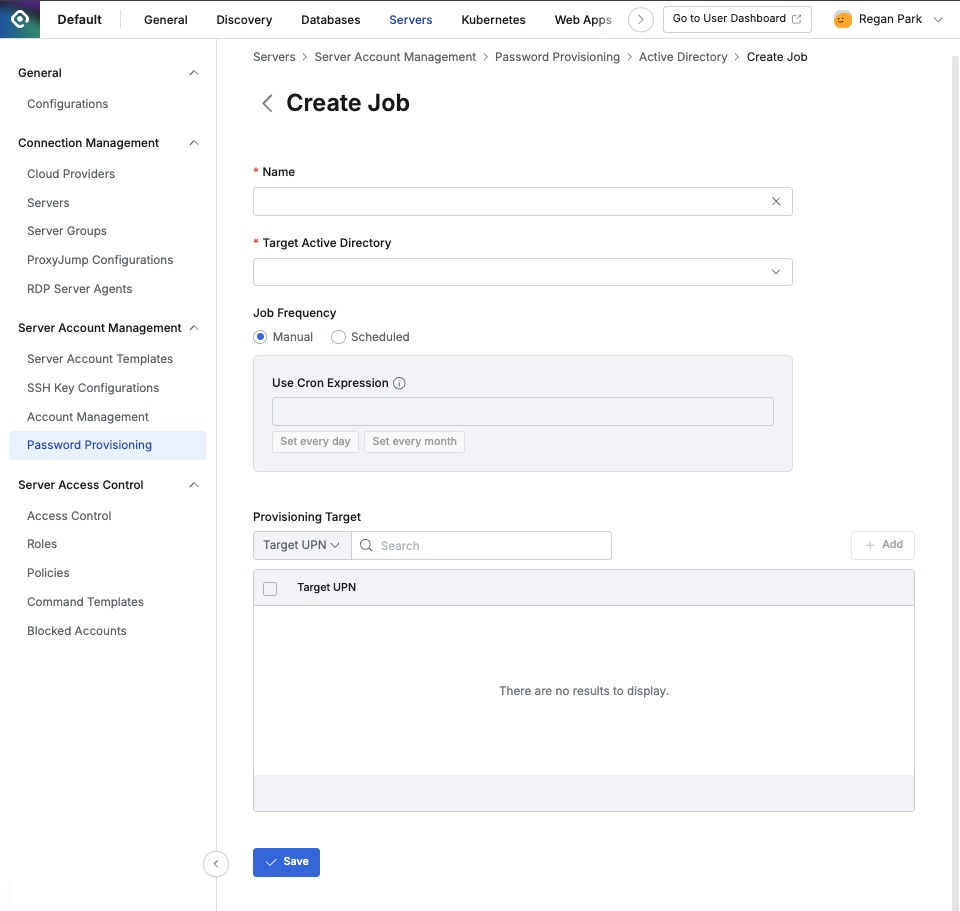 Default
General
Discovery
Databases
Servers
Kubernetes
Web Apps
Go to User Dashboard
Regan Park
General
Configurations
Connection Management
Cloud Providers
Servers
Server Groups
ProxyJump Configurations
RDP Server Agents
Server Account Management
Server Account Templates
SSH Key Configurations
Account Management
Password Provisioning
Server Access Control
Access Control
Roles
Policies
Command Templates
Blocked Accounts
Servers > Server Account Management > Password Provisioning > Active Directory > Create Job
Create Job
* Name
* Target Active Directory
Job Frequency
Manual
Scheduled
Use Cron Expression
Set every day
Set every month
Provisioning Target
Target UPN
Search
+ Add
Target UPN
There are no results to display.
Save